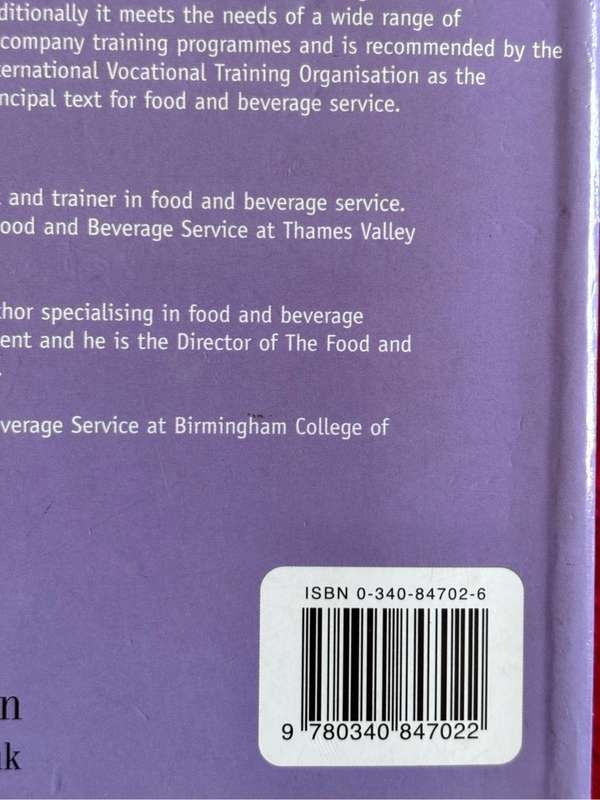 ditionally it meets the needs of a wide range of
company training programmes and is recommended by the
ternational Vocational Training Organisation as the
ncipal text for food and beverage service.
and trainer in food and beverage service.
ood and Beverage Service at Thames Valley
hor specialising in food and beverage
ent and he is the Director of The Food and
verage Service at Birmingham College of
ISBN 0-340-84702-6
9 780340 847022
n
uk